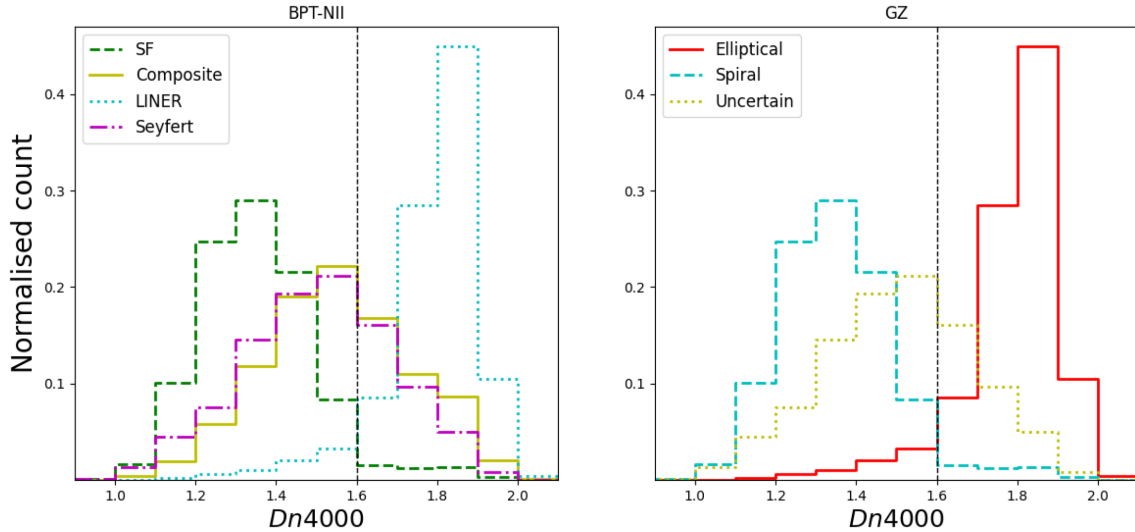 BPT-NII
SF
Composite
LINER
Seyfert
Normalised count
0.4
0.3
0.2
0.1
1.0 1.2 1.4 1.6 1.8 2.0
Dn4000
GZ
Elliptical
Spiral
Uncertain
0.4
0.3
0.2
0.1
1.0 1.2 1.4 1.6 1.8 2.0
Dn4000